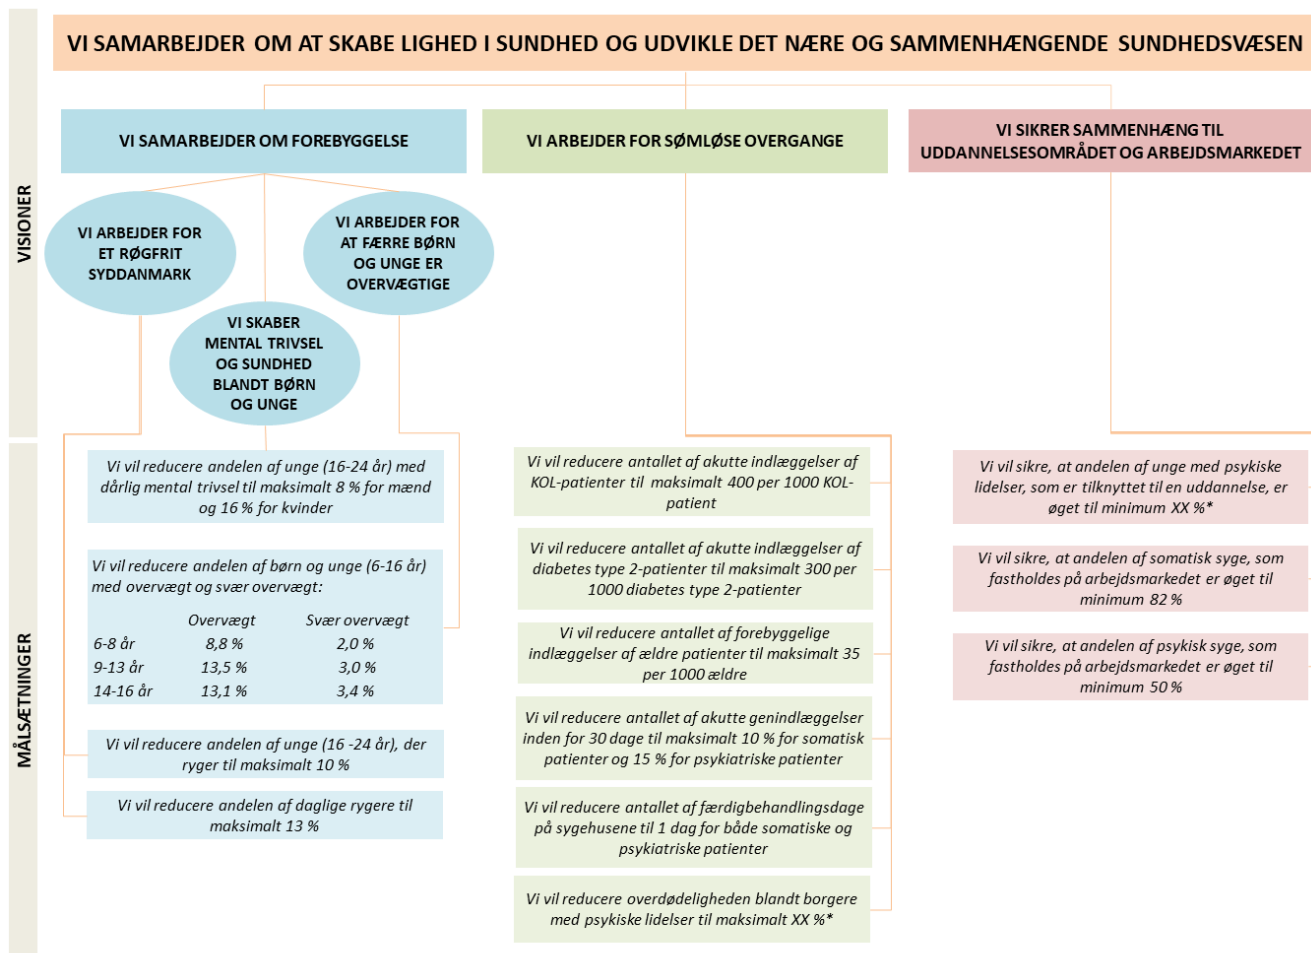 VI SAMARBEJDER OM AT SKABE LIGHED I SUNDHED OG UDVIKLE DET NÆRE OG SAMMENHÆNGENDE SUNDHEDSVÆSEN
VISIONER
VI SAMARBEJDER OM FOREBYGGELSE
VI ARBEJDER FOR
ET RØGFRIT
SYDDANMARK
VI SKABER
MENTAL TRIVSEL
OG SUNDHED
BLANDT BØRN
OG UNGE
VI ARBEJDER FOR
AT FÆRRE BØRN
OG UNGE ER
OVERVÆGTIGE
VI ARBEJDER FOR SØMLØSE OVERGANGE
VI SIKRER SAMMENHÆNG TIL
UDDANNELSESOMRÅDET OG ARBEJDSMARKEDET
MÅLSÆTNINGER
Vi vil reducere andelen af unge (16-24 år) med
dårlig mental trivsel til maksimalt 8 % for mænd
og 16 % for kvinder
Vi vil reducere andelen af børn og unge (6-16 år)
med overvægt og svær overvægt:
Overvægt Svær overvægt
6-8 år 8,8 % 2,0 %
9-13 år 13,5 % 3,0 %
14-16 år 13,1 % 3,4 %
Vi vil reducere andelen af unge (16 -24 år), der
ryger til maksimalt 10 %
Vi vil reducere andelen af daglige rygere til
maksimalt 13 %
Vi vil reducere antallet af akutte indlæggelser af
KOL-patienter til maksimalt 400 per 1000 KOL-
patient
Vi vil reducere antallet af akutte indlæggelser af
diabetes type 2-patienter til maksimalt 300 per
1000 diabetes type 2-patienter
Vi vil reducere antallet af forebyggelige
indlæggelser af ældre patienter til maksimalt 35
per 1000 ældre
Vi vil reducere antallet af akutte genindlæggelser
inden for 30 dage til maksimalt 10 % for somatisk
patienter og 15 % for psykiatriske patienter
Vi vil reducere antallet af færdigbehandlingsdage
på sygehusene til 1 dag for både somatiske og
psykiatriske patienter
Vi vil reducere overdødeligheden blandt borgere
med psykiske lidelser til maksimalt XX %*
Vi vil sikre, at andelen af unge med psykiske
lidelser, som er tilknyttet til en uddannelse, er
øget til minimum XX %*
Vi vil sikre, at andelen af somatisk syge, som
fastholdes på arbejdsmarkedet er øget til
minimum 82 %
Vi vil sikre, at andelen af psykisk syge, som
fastholdes på arbejdsmarkedet er øget til
minimum 50 %